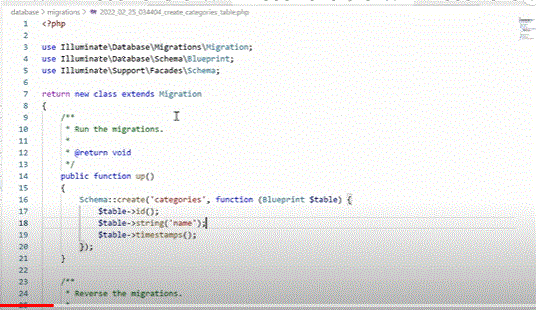 database > migrations > 2022_02_25_034404_create_categories_table.php
1 <?php
2
3 use Illuminate\Database\Migrations\Migration;
4 use Illuminate\Database\Schema\Blueprint;
5 use Illuminate\Support\Facades\Schema;
6
7 return new class extends Migration
8 {
9 /**
10 * Run the migrations.
11 *
12 * @return void
13 */
14 public function up()
15 {
16 Schema::create('categories', function (Blueprint $table) {
17 $table->id();
18 $table->string('name');
19 $table->timestamps();
20 });
21 }
22
23 /**
24 * Reverse the migrations.